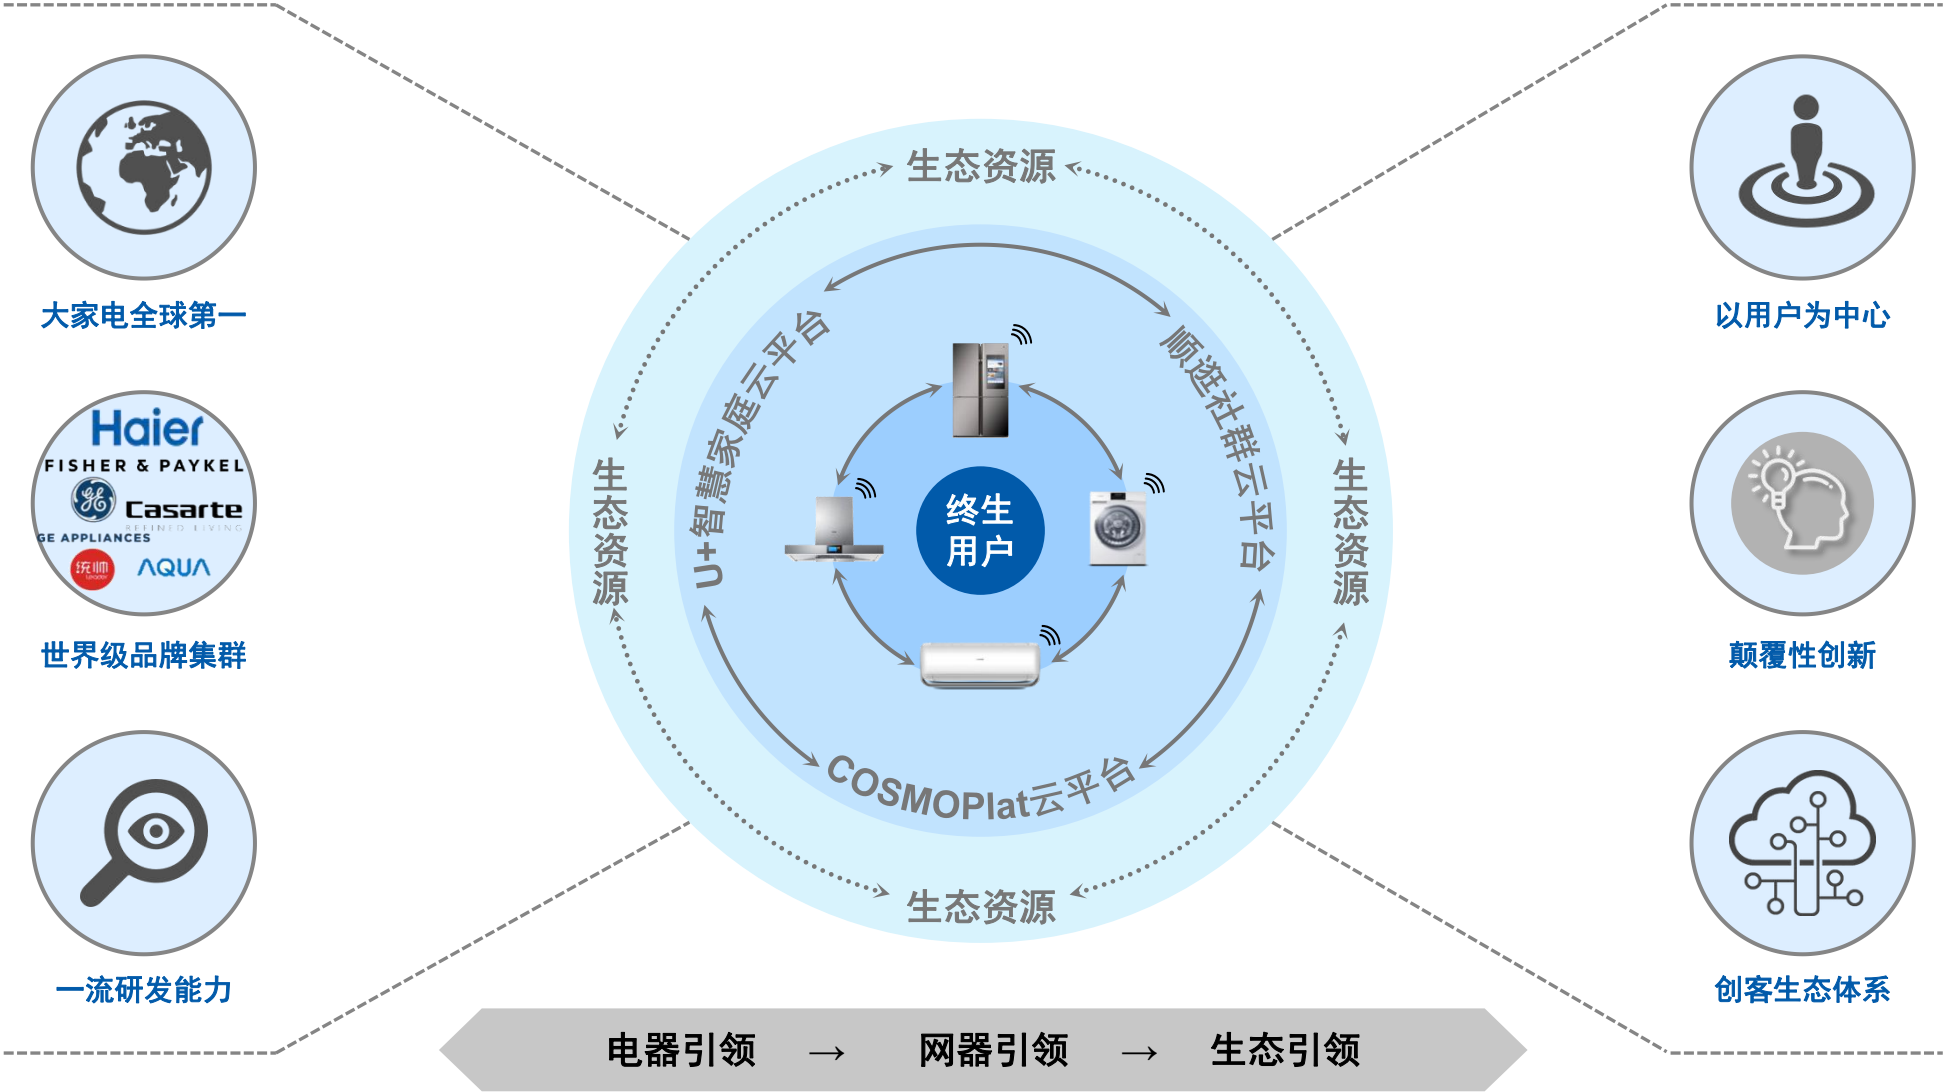 大家电全球第一
Haier
FISHER & PAYKEL
GE
Casarte
REFINED LIVING
GE APPLIANCES
统帅
Leader
AQUA
世界级品牌集群
一流研发能力
生态资源
生态资源
生态资源
生态资源
U+智慧家庭云平台
顺逛社群云平台
COSMOPlat云平台
终生
用户
以用户为中心
颠覆性创新
创客生态体系
电器引领 → 网器引领 → 生态引领